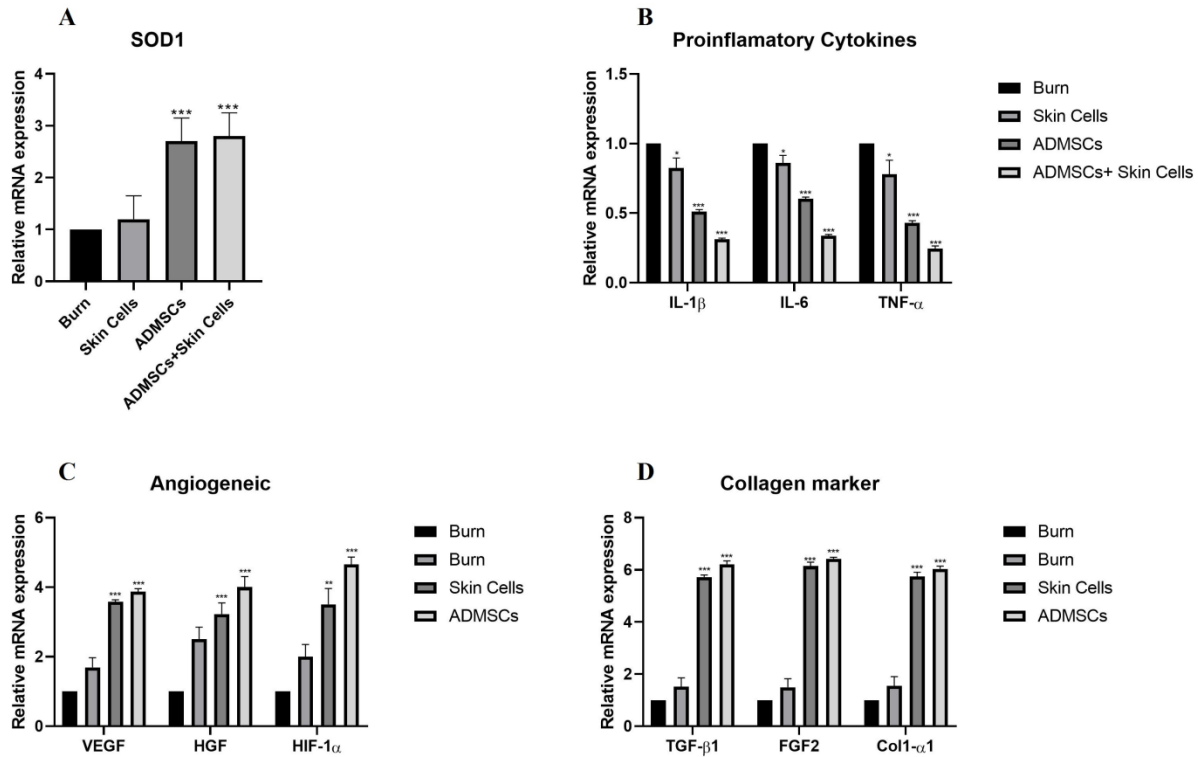 A
SOD1
Relative mRNA expression
4
3
2
1
0
***
***
Burn
Skin Cells
ADMSCs
ADMSCs+Skin Cells
B
Proinflamatory Cytokines
Relative mRNA expression
1.5
1.0
0.5
0.0
*
***
***
*
***
***
*
***
***
IL-1β
IL-6
TNF-α
Burn
Skin Cells
ADMSCs
ADMSCs+ Skin Cells
C
Angiogeneic
Relative mRNA expression
6
4
2
0
***
***
***
***
**
***
VEGF
HGF
HIF-1α
Burn
Burn
Skin Cells
ADMSCs
D
Collagen marker
Relative mRNA expression
8
6
4
2
0
***
***
***
***
***
***
TGF-β1
FGF2
Col1-α1
Burn
Burn
Skin Cells
ADMSCs